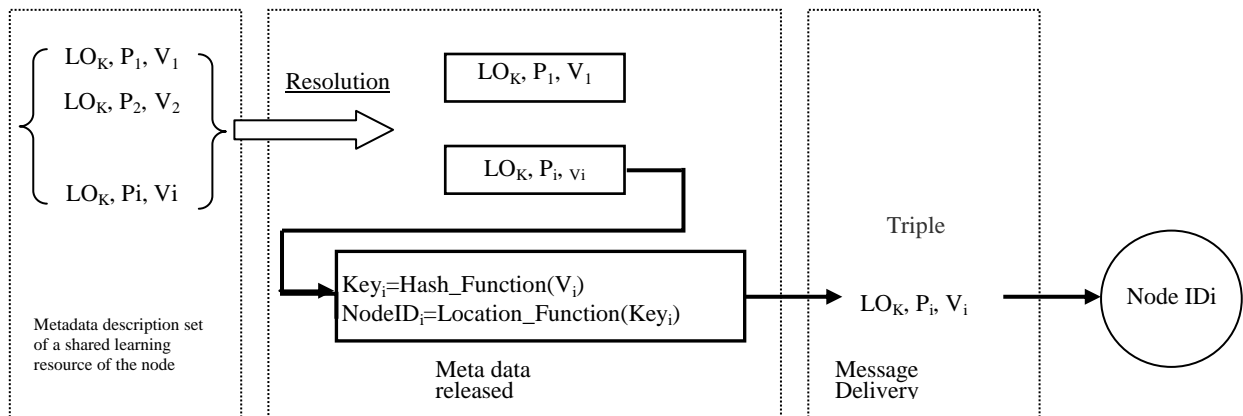 LOK, P1, V1
LOK, P2, V2
LOK, Pi, Vi
Metadata description set
of a shared learning
resource of the node
Resolution
LOK, P1, V1
LOK, Pi, Vi
Keyi=Hash_Function(Vi)
NodeIDi=Location_Function(Keyi)
Meta data
released
Triple
LOK, Pi, Vi
Message
Delivery
Node IDi